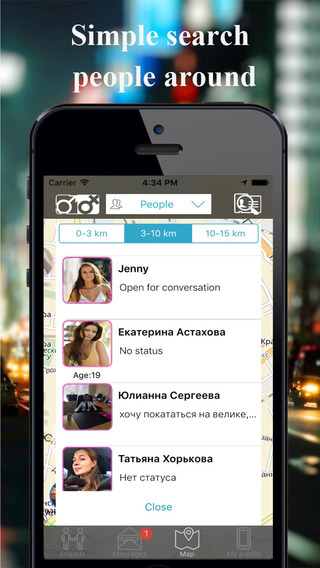 Simple search
people around
Carrier
4:34 PM
People
0-3 km
3-10 km
10-15 km
Jenny
Open for conversation
Екатерина Астахова
No status
Age:19
Юлианна Сергеева
хочу покататься на велике,...
Татьяна Хорькова
Нет статуса
Close
1
Friends
Messages
Map
My profile